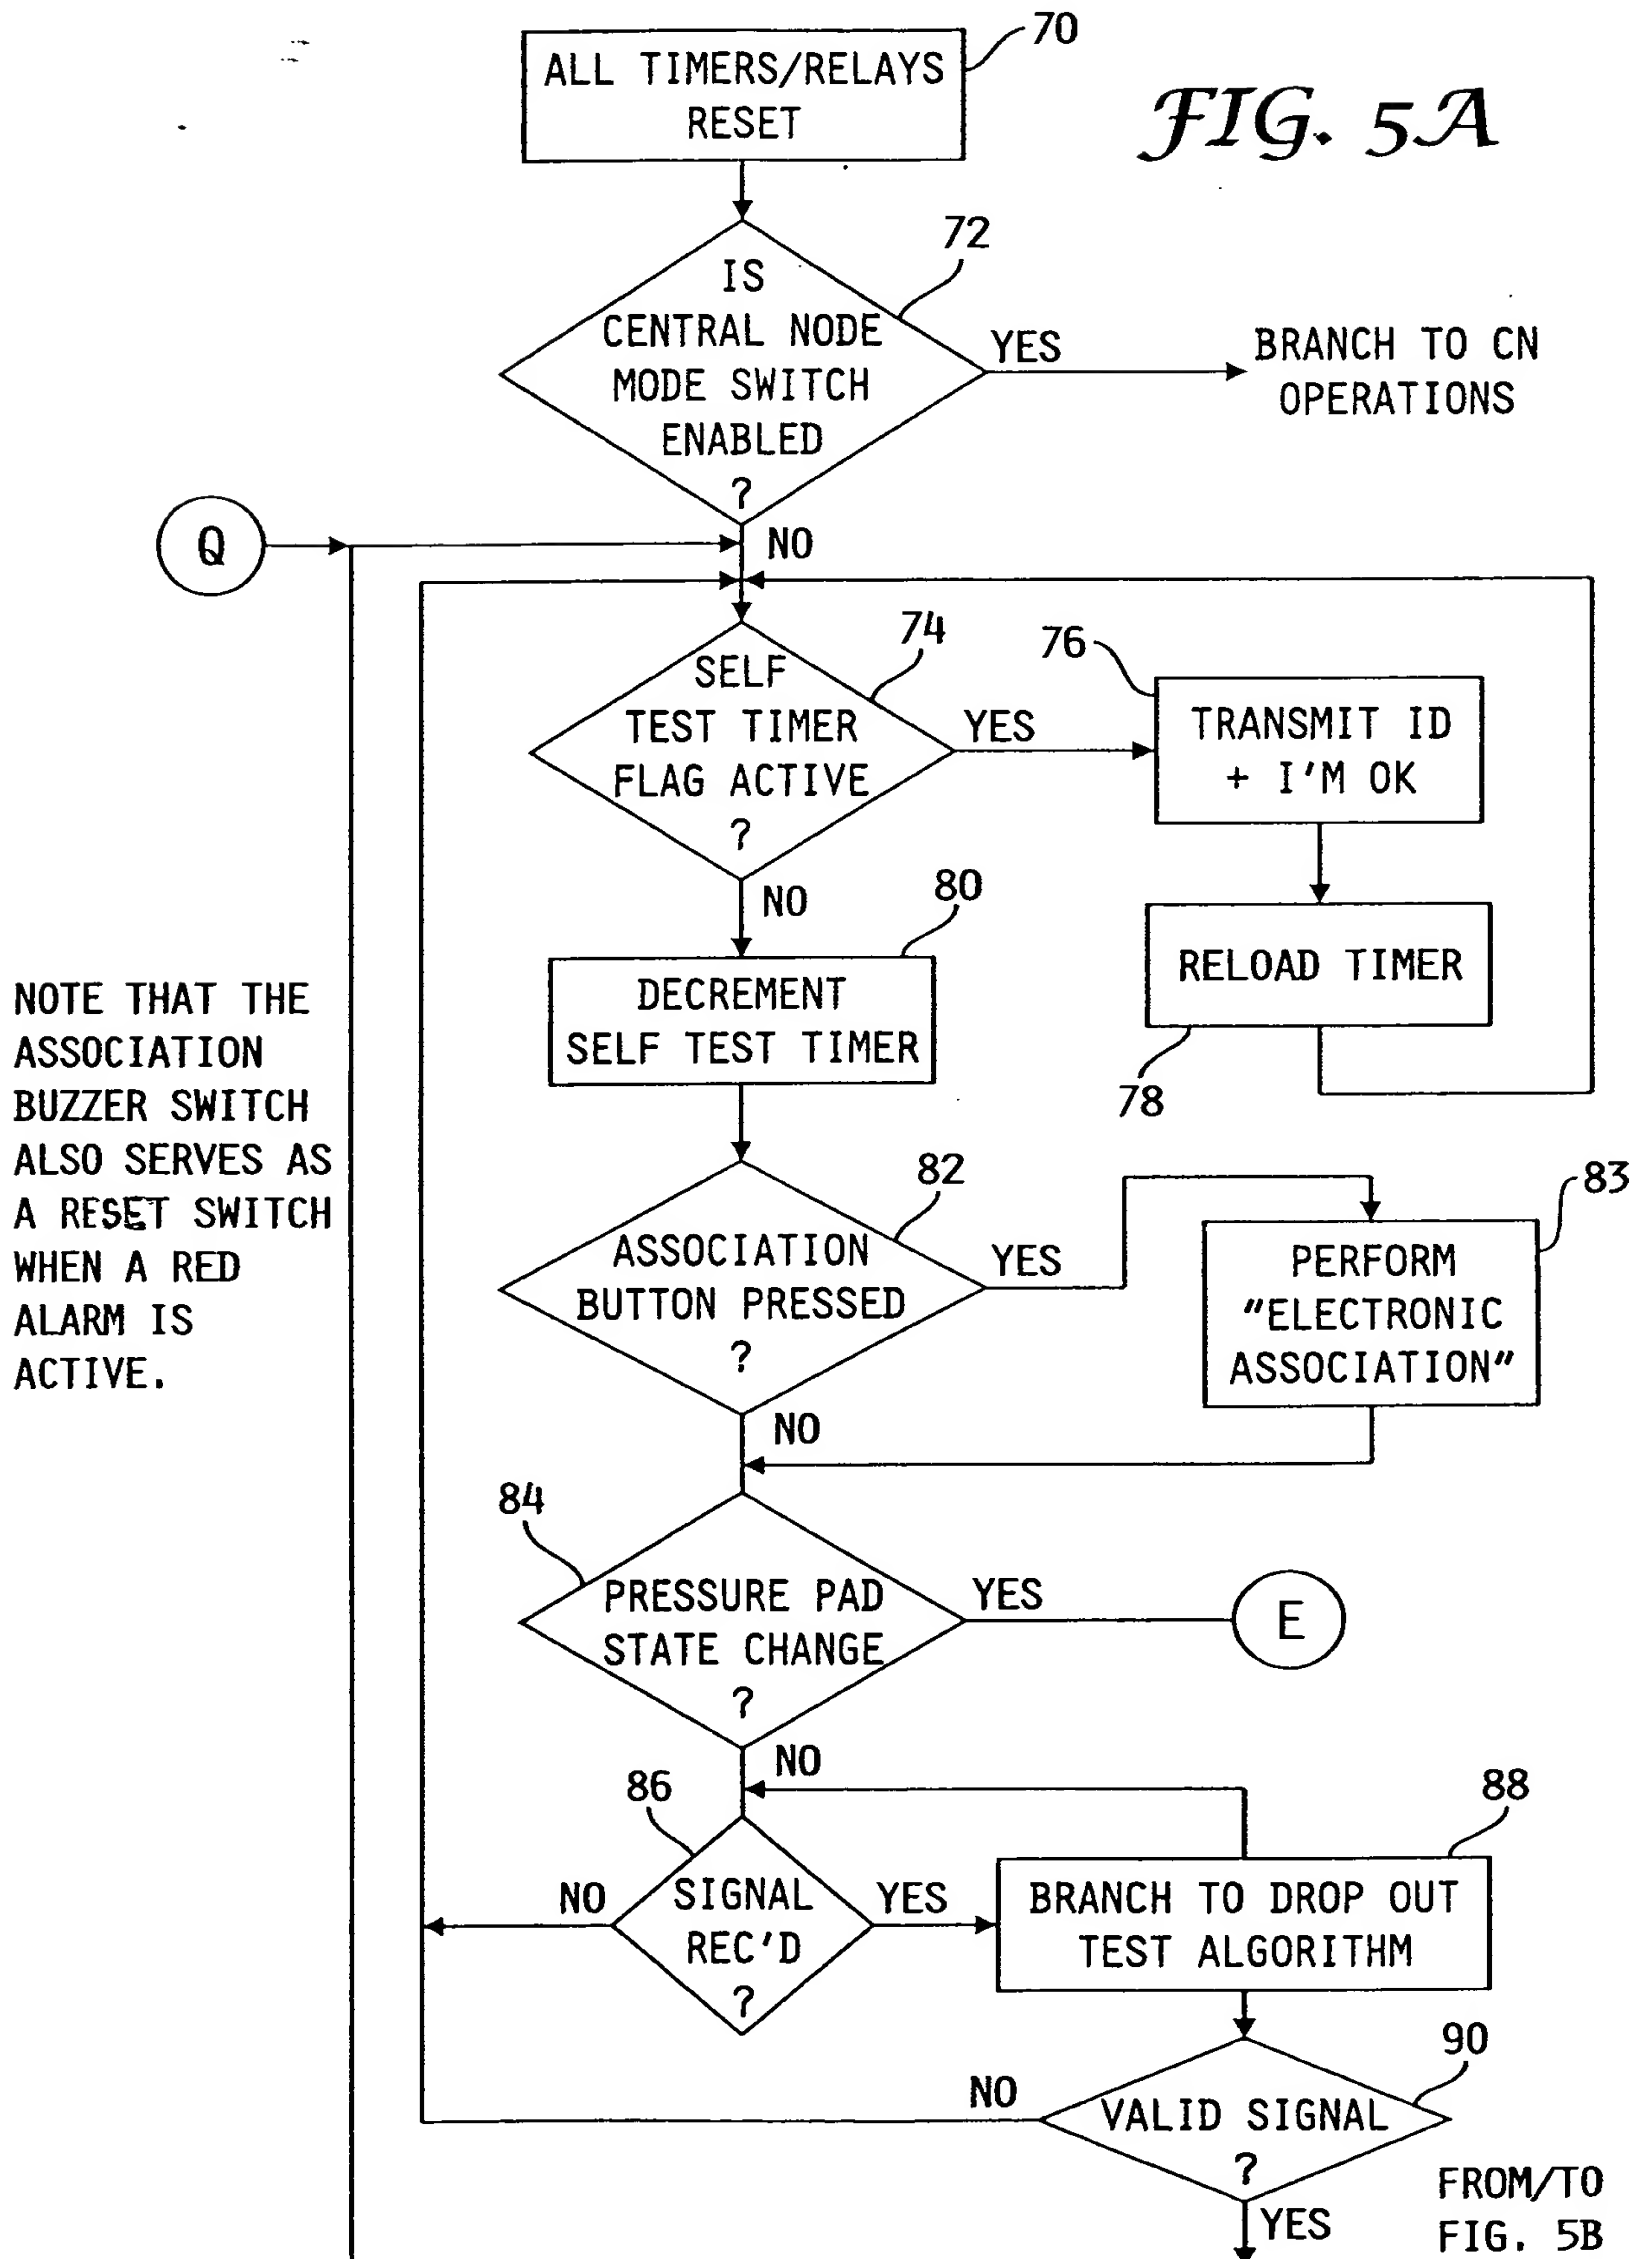 70
ALL TIMERS/RELAYS
RESET
FIG. 5A
72
IS
CENTRAL NODE
MODE SWITCH
ENABLED
?
YES
BRANCH TO CN
OPERATIONS
Q
NO
74
SELF
TEST TIMER
FLAG ACTIVE
?
YES
76
TRANSMIT ID
+ I'M OK
NO
80
DECREMENT
SELF TEST TIMER
RELOAD TIMER
78
NOTE THAT THE
ASSOCIATION
BUZZER SWITCH
ALSO SERVES AS
A RESET SWITCH
WHEN A RED
ALARM IS
ACTIVE.
82
ASSOCIATION
BUTTON PRESSED
?
YES
83
PERFORM
"ELECTRONIC
ASSOCIATION"
NO
84
PRESSURE PAD
STATE CHANGE
?
YES
E
NO
86
SIGNAL
REC'D
?
NO
YES
88
BRANCH TO DROP OUT
TEST ALGORITHM
90
NO
VALID SIGNAL
?
YES
FROM/TO
FIG. 5B